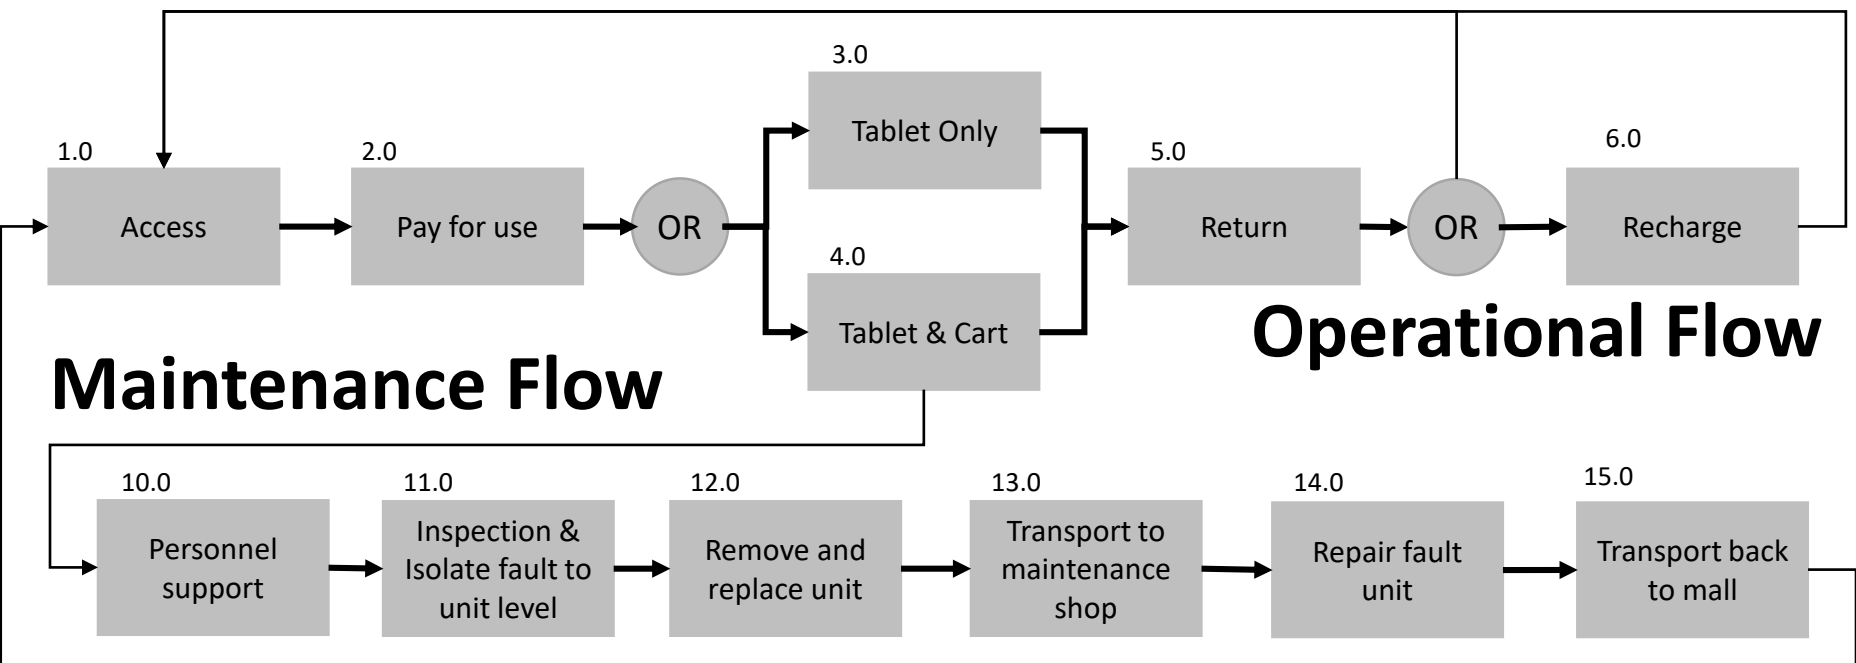 3.0
Tablet Only
1.0
Access
2.0
Pay for use
OR
4.0
Tablet & Cart
5.0
Return
OR
6.0
Recharge
Operational Flow
Maintenance Flow
10.0
Personnel
support
11.0
Inspection &
Isolate fault to
unit level
12.0
Remove and
replace unit
13.0
Transport to
maintenance
shop
14.0
Repair fault
unit
15.0
Transport back
to mall